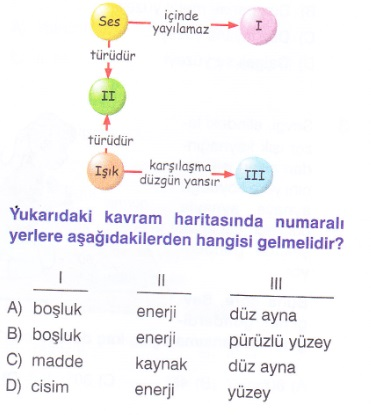 Ses
içinde
yayılamaz
I
türüdür
II
türüdür
Işık
karşılaşma
düzgün yansır
III
Yukarıdaki kavram haritasında numaralı
yerlere aşağıdakilerden hangisi gelmelidir?
I II III
A) boşluk enerji düz ayna
B) boşluk enerji pürüzlü yüzey
C) madde kaynak düz ayna
D) cisim enerji yüzey